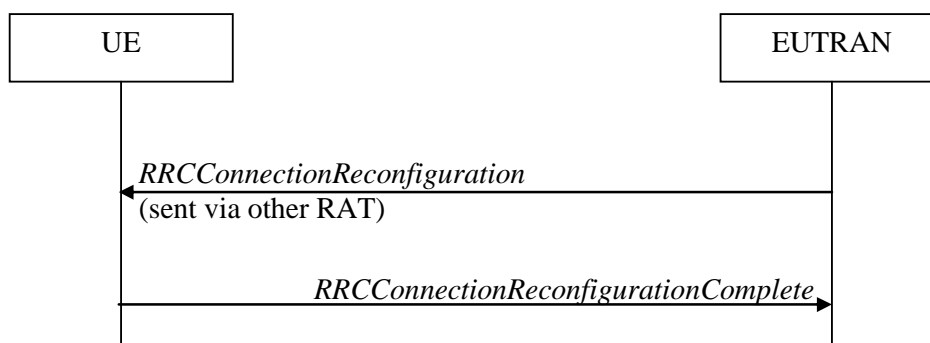 UE
EUTRAN
RRCConnectionReconfiguration
(sent via other RAT)
RRCConnectionReconfigurationComplete